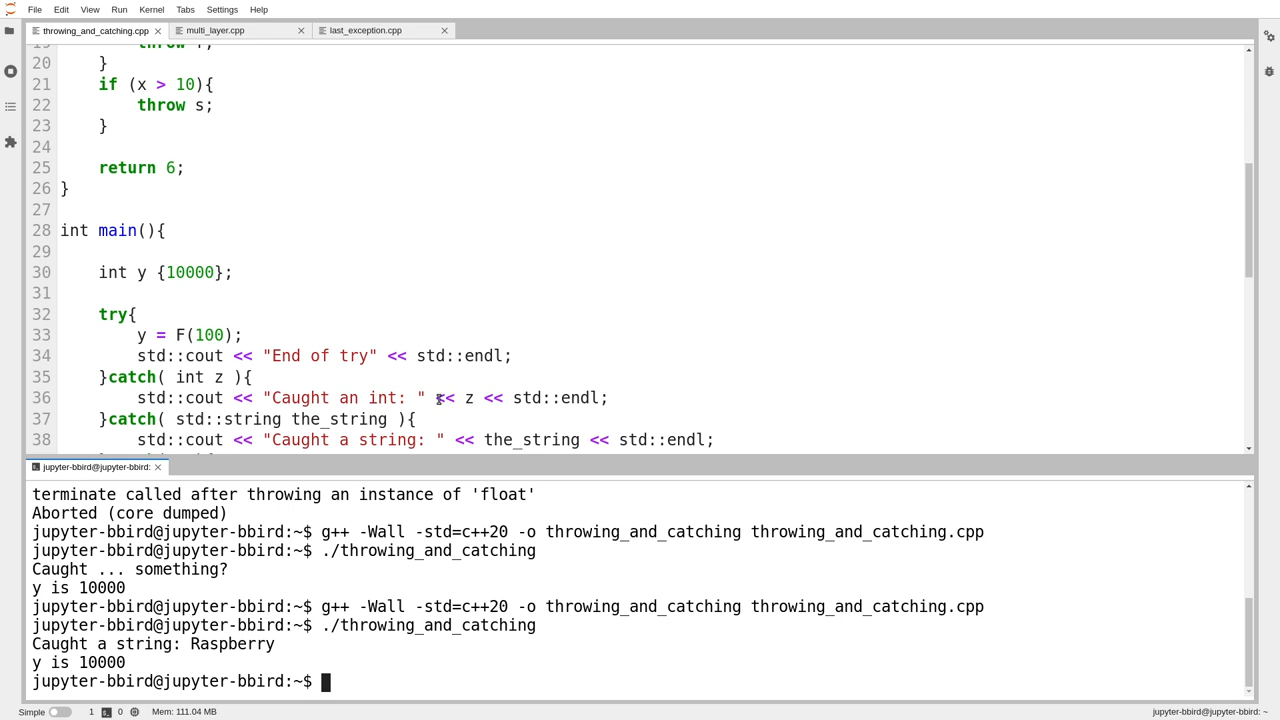 File Edit View Run Kernel Tabs Settings Help
throwing_and_catching.cpp multi_layer.cpp last_exception.cpp
20 }
21 if (x > 10){
22 throw s;
23 }
24
25 return 6;
26 }
27
28 int main(){
29
30 int y {10000};
31
32 try{
33 y = F(100);
34 std::cout << "End of try" << std::endl;
35 }catch( int z ){
36 std::cout << "Caught an int: " << z << std::endl;
37 }catch( std::string the_string ){
38 std::cout << "Caught a string: " << the_string << std::endl;
jupyter-bbird@jupyter-bbird:
terminate called after throwing an instance of 'float'
Aborted (core dumped)
jupyter-bbird@jupyter-bbird:~$ g++ -Wall -std=c++20 -o throwing_and_catching throwing_and_catching.cpp
jupyter-bbird@jupyter-bbird:~$ ./throwing_and_catching
Caught ... something?
y is 10000
jupyter-bbird@jupyter-bbird:~$ g++ -Wall -std=c++20 -o throwing_and_catching throwing_and_catching.cpp
jupyter-bbird@jupyter-bbird:~$ ./throwing_and_catching
Caught a string: Raspberry
y is 10000
jupyter-bbird@jupyter-bbird:~$
Simple 1 0 Mem: 111.04 MB jupyter-bbird@jupyter-bbird: ~